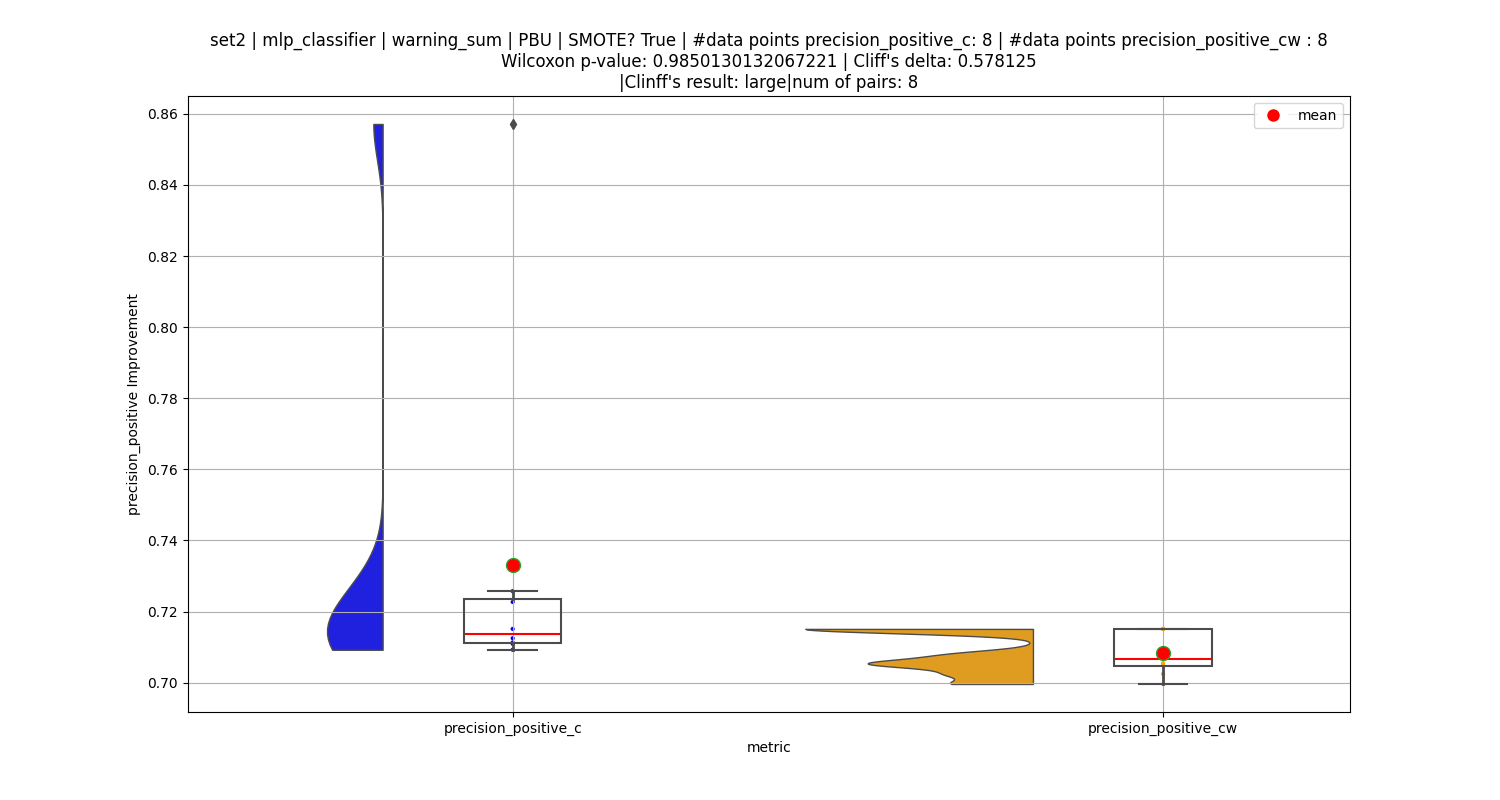 set2 | mlp_classifier | warning_sum | PBU | SMOTE? True | #data points precision_positive_c: 8 | #data points precision_positive_cw : 8
Wilcoxon p-value: 0.9850130132067221 | Cliff's delta: 0.578125
|Clinff's result: large|num of pairs: 8
mean
0.86
0.84
0.82
0.80
0.78
0.76
0.74
0.72
0.70
precision_positive Improvement
precision_positive_c
precision_positive_cw
metric